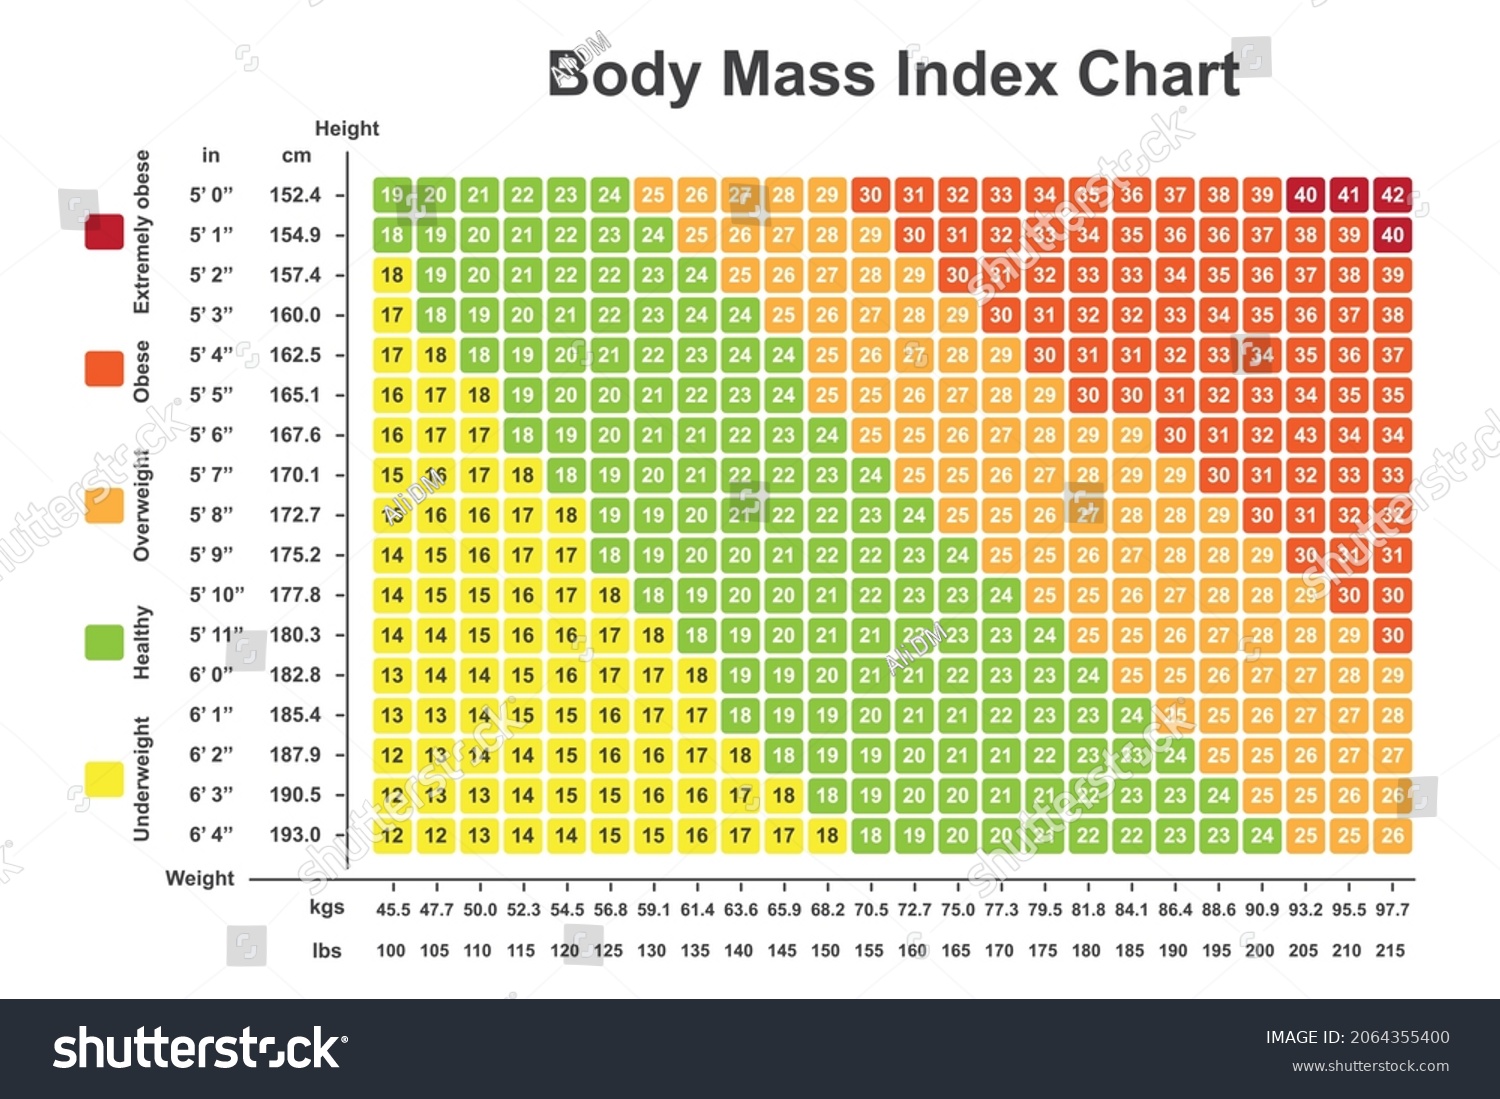 Body Mass Index Chart
Height
in cm
5’ 0” 152.4 19 20 21 22 23 24 25 26 27 28 29 30 31 32 33 34 35 36 37 38 39 40 41 42
5’ 1” 154.9 18 19 20 21 22 23 24 25 26 27 28 29 30 31 32 33 34 35 36 36 37 38 39 40
5’ 2” 157.4 18 19 20 21 22 22 23 24 25 26 27 28 29 30 31 32 33 33 34 35 36 37 38 39
5’ 3” 160.0 17 18 19 20 21 22 23 24 24 25 26 27 28 29 30 31 32 32 33 34 35 36 37 38
5’ 4” 162.5 17 18 18 19 20 21 22 23 24 24 25 26 27 28 29 30 31 31 32 33 34 35 36 37
5’ 5” 165.1 16 17 18 19 20 20 21 22 23 24 25 25 26 27 28 29 30 30 31 32 33 34 35 35
5’ 6” 167.6 16 17 17 18 19 20 21 21 22 23 24 25 25 26 27 28 29 29 30 31 32 43 34 34
5’ 7” 170.1 15 16 17 18 18 19 20 21 22 22 23 24 25 25 26 27 28 29 29 30 31 32 33 33
5’ 8” 172.7 16 16 17 18 19 19 20 21 22 22 23 24 25 25 26 27 28 28 29 30 31 32 32
5’ 9” 175.2 14 15 16 17 17 18 19 20 20 21 22 22 23 24 25 25 26 27 28 28 29 30 31 31
5’ 10” 177.8 14 15 15 16 17 18 18 19 20 20 21 22 23 23 24 25 25 26 27 28 28 29 30 30
5’ 11” 180.3 14 14 15 16 16 17 18 18 19 20 21 21 22 23 23 24 25 25 26 27 28 28 29 30
6’ 0” 182.8 13 14 14 15 16 17 17 18 19 19 20 21 21 22 23 23 24 25 25 26 27 27 28 29
6’ 1” 185.4 13 13 14 15 15 16 17 17 18 19 19 20 21 21 22 23 23 24 25 25 26 27 27 28
6’ 2” 187.9 12 13 14 14 15 16 16 17 18 18 19 19 20 21 21 22 23 23 24 25 25 26 27 27
6’ 3” 190.5 12 13 13 14 15 15 16 16 17 18 18 19 20 20 21 21 22 23 23 24 25 25 26 26
6’ 4” 193.0 12 12 13 14 14 15 15 16 17 17 18 18 19 20 20 21 22 22 23 23 24 25 25 26
Weight
kgs 45.5 47.7 50.0 52.3 54.5 56.8 59.1 61.4 63.6 65.9 68.2 70.5 72.7 75.0 77.3 79.5 81.8 84.1 86.4 88.6 90.9 93.2 95.5 97.7
lbs 100 105 110 115 120 125 130 135 140 145 150 155 160 165 170 175 180 185 190 195 200 205 210 215
Extremely obese
Obese
Overweight
Healthy
Underweight
AliDM
AliDM
AliDM
shutterstock
shutterstock
shutterstock
shutterstock
shutterstock
shutterstock
shutterstock
IMAGE ID: 2064355400
www.shutterstock.com